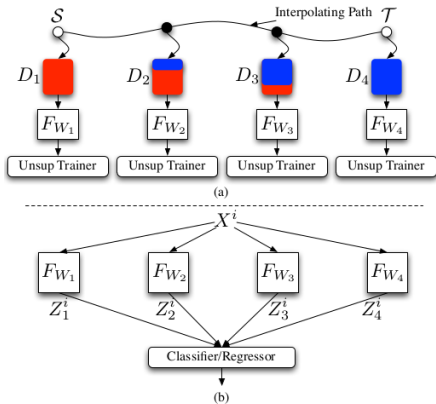 S Interpolating Path T
D1 D2 D3 D4
FW1 FW2 FW3 FW4
Unsup Trainer Unsup Trainer Unsup Trainer Unsup Trainer
(a)
X^i
FW1 FW2 FW3 FW4
Z^i_1 Z^i_2 Z^i_3 Z^i_4
Classifier/Regressor
(b)